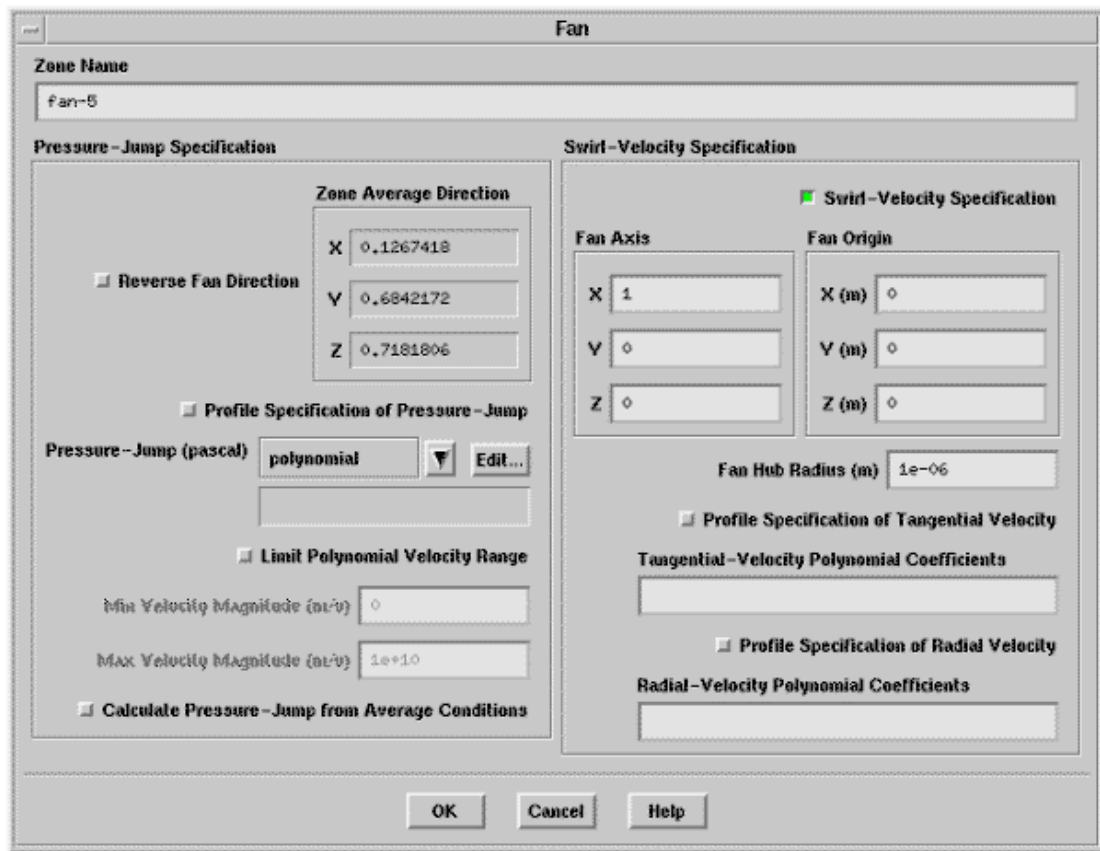 Fan
Zone Name
fan-5
Pressure-Jump Specification
Zone Average Direction
Reverse Fan Direction
X 0.1267418
Y 0.6842172
Z 0.7181806
Profile Specification of Pressure-Jump
Pressure-Jump (pascal) polynomial Edit...
Limit Polynomial Velocity Range
Min Velocity Magnitude (m/s) 0
Max Velocity Magnitude (m/s) 1e+10
Calculate Pressure-Jump from Average Conditions
Swirl-Velocity Specification
Swirl-Velocity Specification
Fan Axis
X 1
Y 0
Z 0
Fan Origin
X (m) 0
Y (m) 0
Z (m) 0
Fan Hub Radius (m) 1e-06
Profile Specification of Tangential Velocity
Tangential-Velocity Polynomial Coefficients
Profile Specification of Radial Velocity
Radial-Velocity Polynomial Coefficients
OK Cancel Help